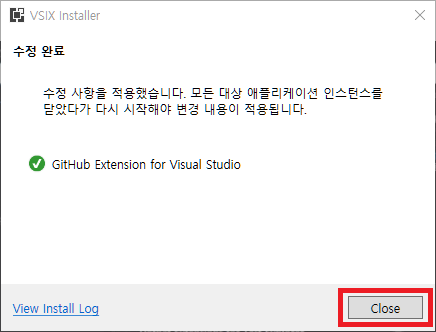 VSIX Installer
수정 완료
수정 사항을 적용했습니다. 모든 대상 애플리케이션 인스턴스를
닫았다가 다시 시작해야 변경 내용이 적용됩니다.
GitHub Extension for Visual Studio
View Install Log
Close